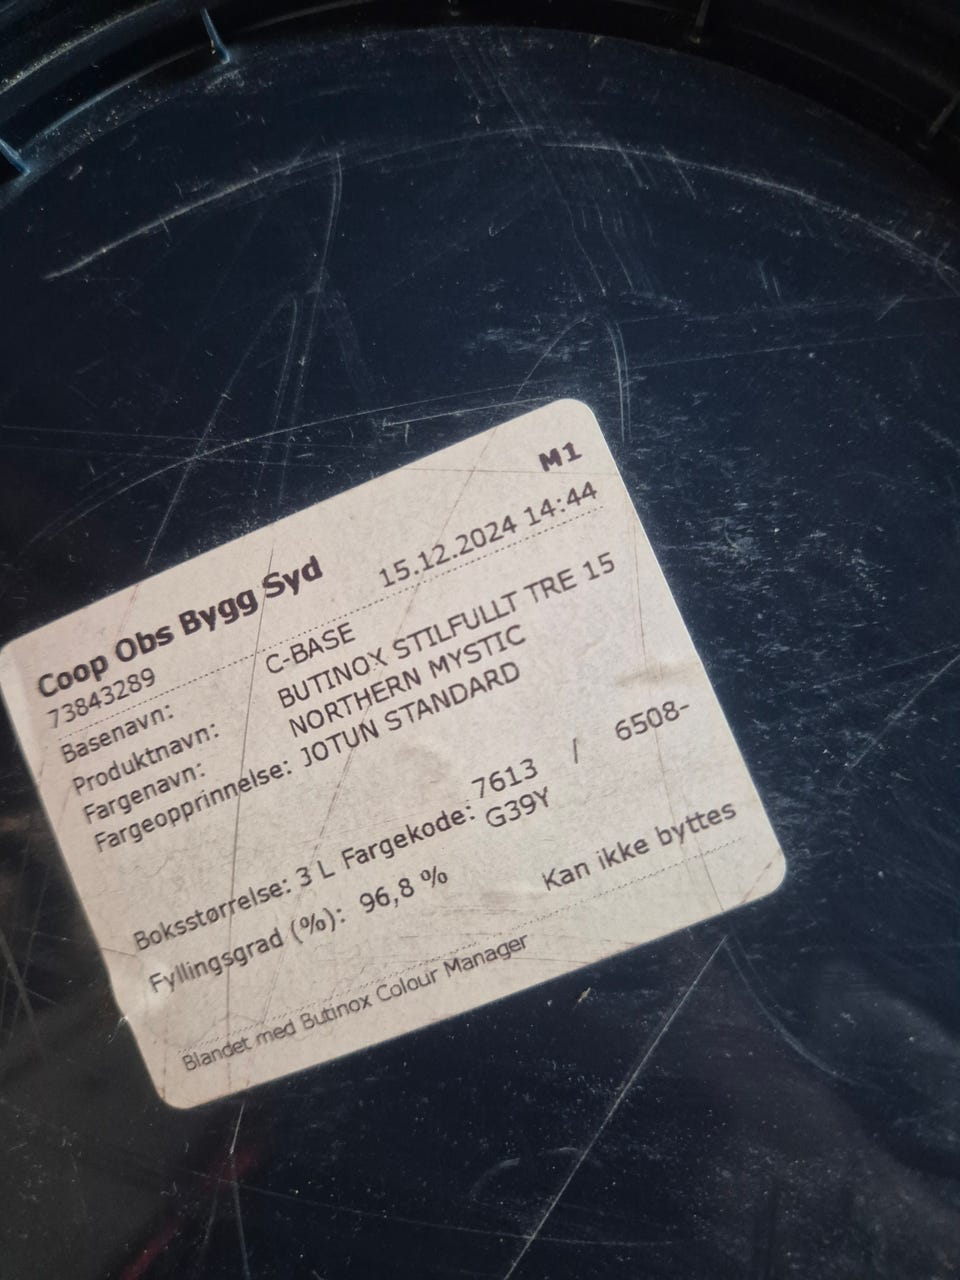 M1
Coop Obs Bygg Syd
73843289 15.12.2024 14:44
Basenavn: C-BASE
Produktnavn: BUTINOX STILFULLT TRE 15
Fargenavn: NORTHERN MYSTIC
Fargeopprinnelse: JOTUN STANDARD
Boksstørrelse: 3 L Fargekode: 7613 / 6508-
G39Y
Fyllingsgrad (%): 96,8 %
Kan ikke byttes
Blandet med Butinox Colour Manager